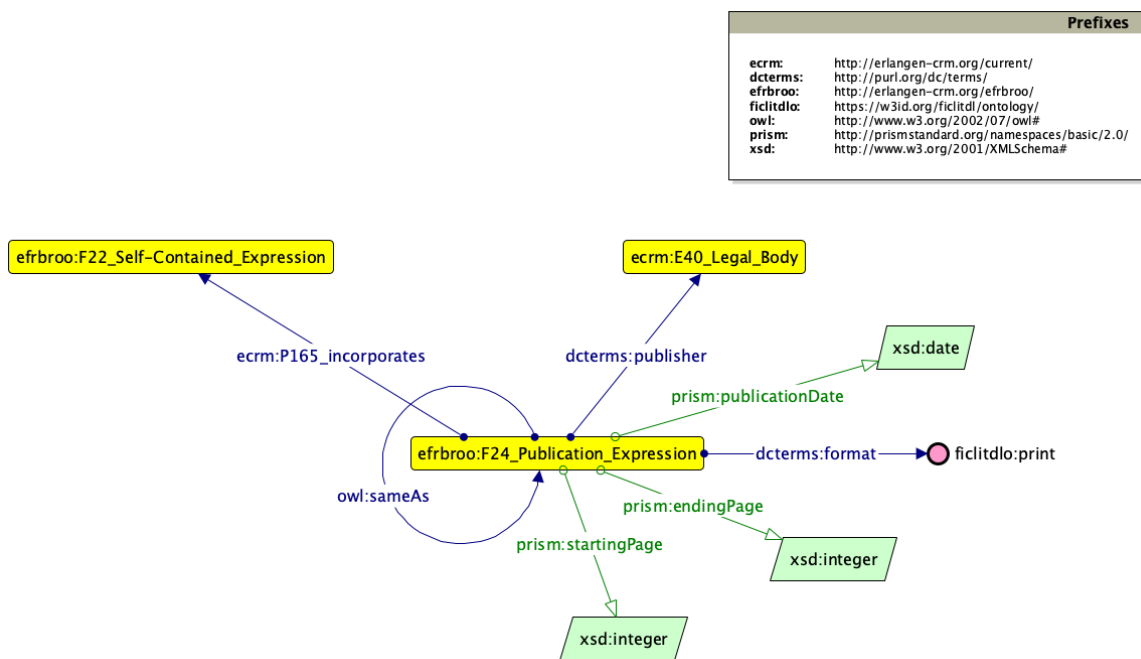 Prefixes
ecrm: http://erlangen-crm.org/current/
dcterms: http://purl.org/dc/terms/
efrbroo: http://erlangen-crm.org/efrbroo/
ficlitdlo: https://w3id.org/ficlitdl/ontology/
owl: http://www.w3.org/2002/07/owl#
prism: http://prismstandard.org/namespaces/basic/2.0/
xsd: http://www.w3.org/2001/XMLSchema#
efrbroo:F22_Self-Contained_Expression
ecrm:E40_Legal_Body
ecrm:P165_incorporates
dcterms:publisher
xsd:date
prism:publicationDate
efrbroo:F24_Publication_Expression
dcterms:format
ficlitdlo:print
owl:sameAs
prism:endingPage
prism:startingPage
xsd:integer
xsd:integer